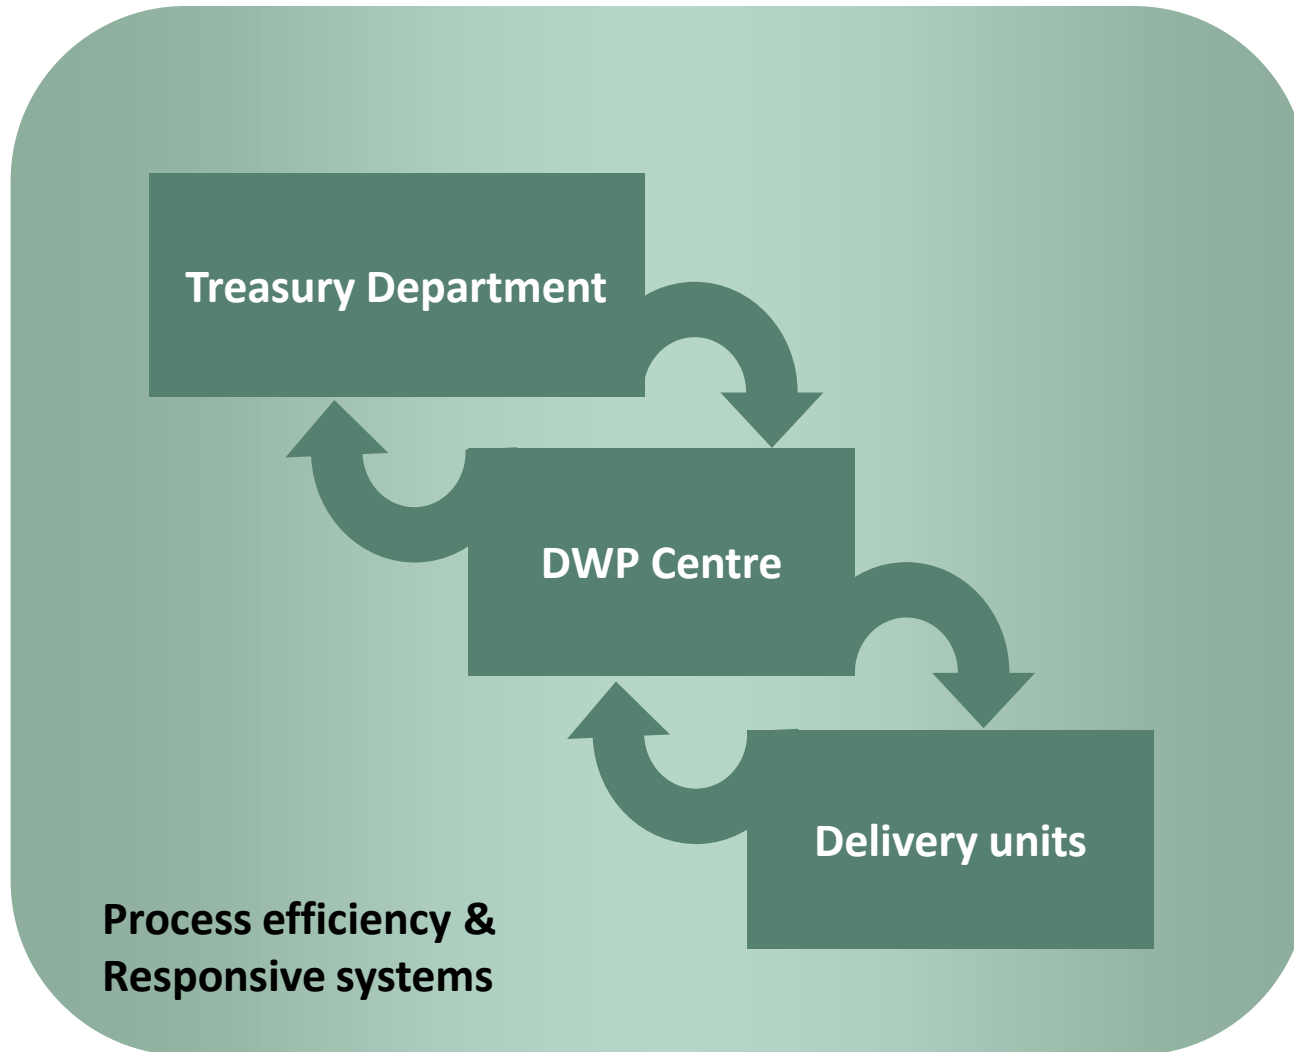 Treasury Department
DWP Centre
Delivery units
Process efficiency &
Responsive systems